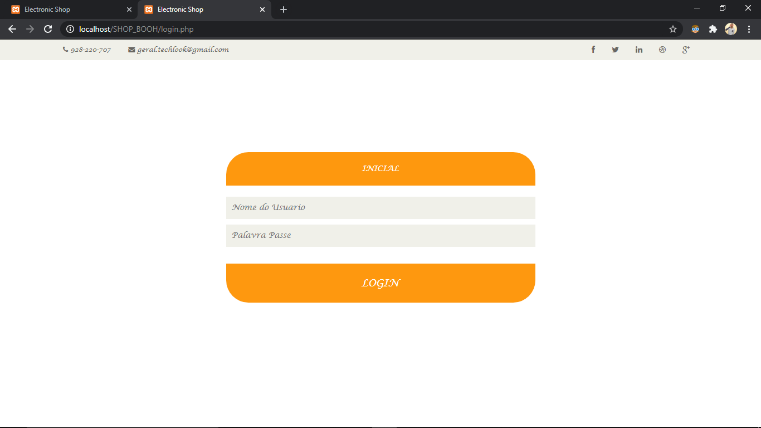 Electronic Shop
Electronic Shop
localhost/SHOP_BOOH/login.php
928-220-707
geral.techlook@gmail.com
INICIAL
Nome do Usuario
Palavra Passe
LOGIN